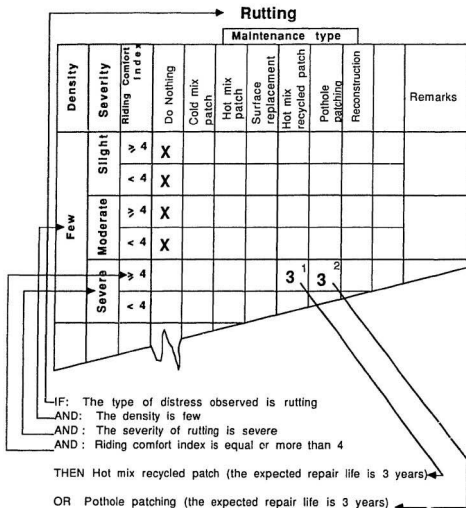 Rutting
Maintenance type
Density
Severity
Riding Comfort Index
Do Nothing
Cold mix patch
Hot mix patch
Surface replacement
Hot mix recycled patch
Pothole patching
Reconstruction
Remarks
Few
Slight
≥ 4 X
< 4 X
Moderate
≥ 4 X
< 4 X
Severe
≥ 4 3 1 3 2
< 4
IF: The type of distress observed is rutting
AND: The density is few
AND : The severity of rutting is severe
AND : Riding comfort index is equal or more than 4
THEN Hot mix recycled patch (the expected repair life is 3 years)
OR Pothole patching (the expected repair life is 3 years)